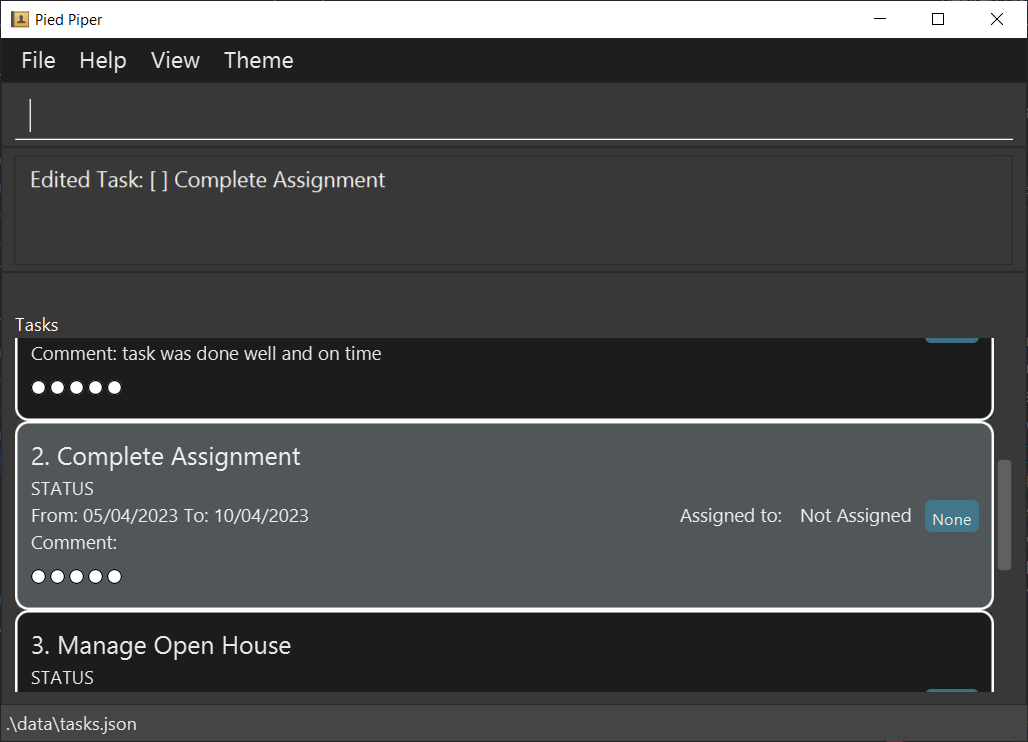 Pied Piper
File Help View Theme
Edited Task: [ ] Complete Assignment
Tasks
Comment: task was done well and on time
2. Complete Assignment
STATUS
From: 05/04/2023 To: 10/04/2023 Assigned to: Not Assigned None
Comment:
3. Manage Open House
STATUS
.\data\tasks.json